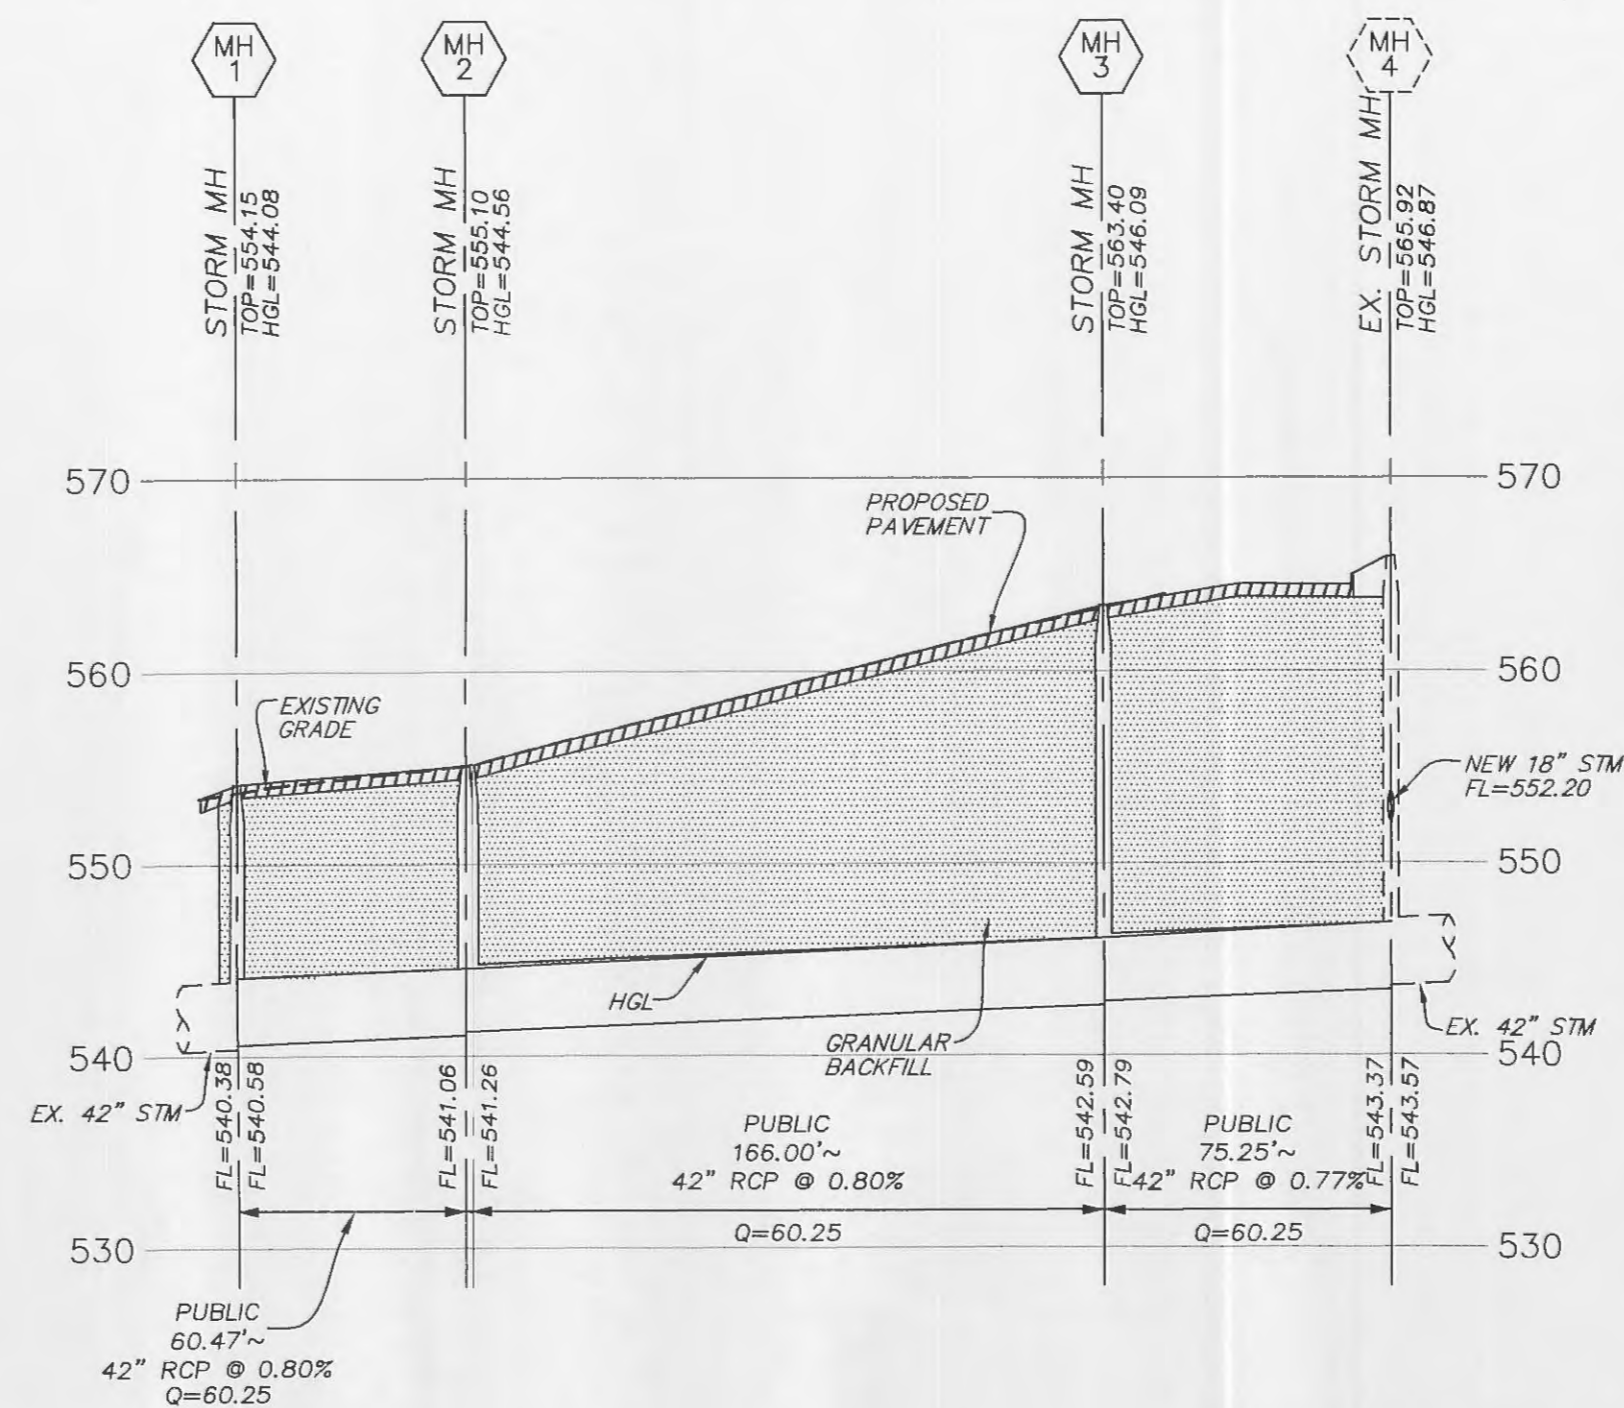 MH
1
MH
2
MH
3
MH
4
STORM MH
TOP=554.15
HGL=544.08
STORM MH
TOP=555.10
HGL=544.56
STORM MH
TOP=563.40
HGL=546.09
EX. STORM MH
TOP=565.92
HGL=546.87
570
570
PROPOSED
PAVEMENT
560
560
EXISTING
GRADE
NEW 18" STM
FL=552.20
550
550
HGL
GRANULAR
BACKFILL
EX. 42" STM
540
540
EX. 42" STM
FL=540.38
FL=540.58
FL=541.06
FL=541.26
FL=542.59
FL=542.79
FL=543.37
FL=543.57
PUBLIC
166.00'~
42" RCP @ 0.80%
Q=60.25
PUBLIC
75.25'~
42" RCP @ 0.77%
Q=60.25
530
530
PUBLIC
60.47'~
42" RCP @ 0.80%
Q=60.25